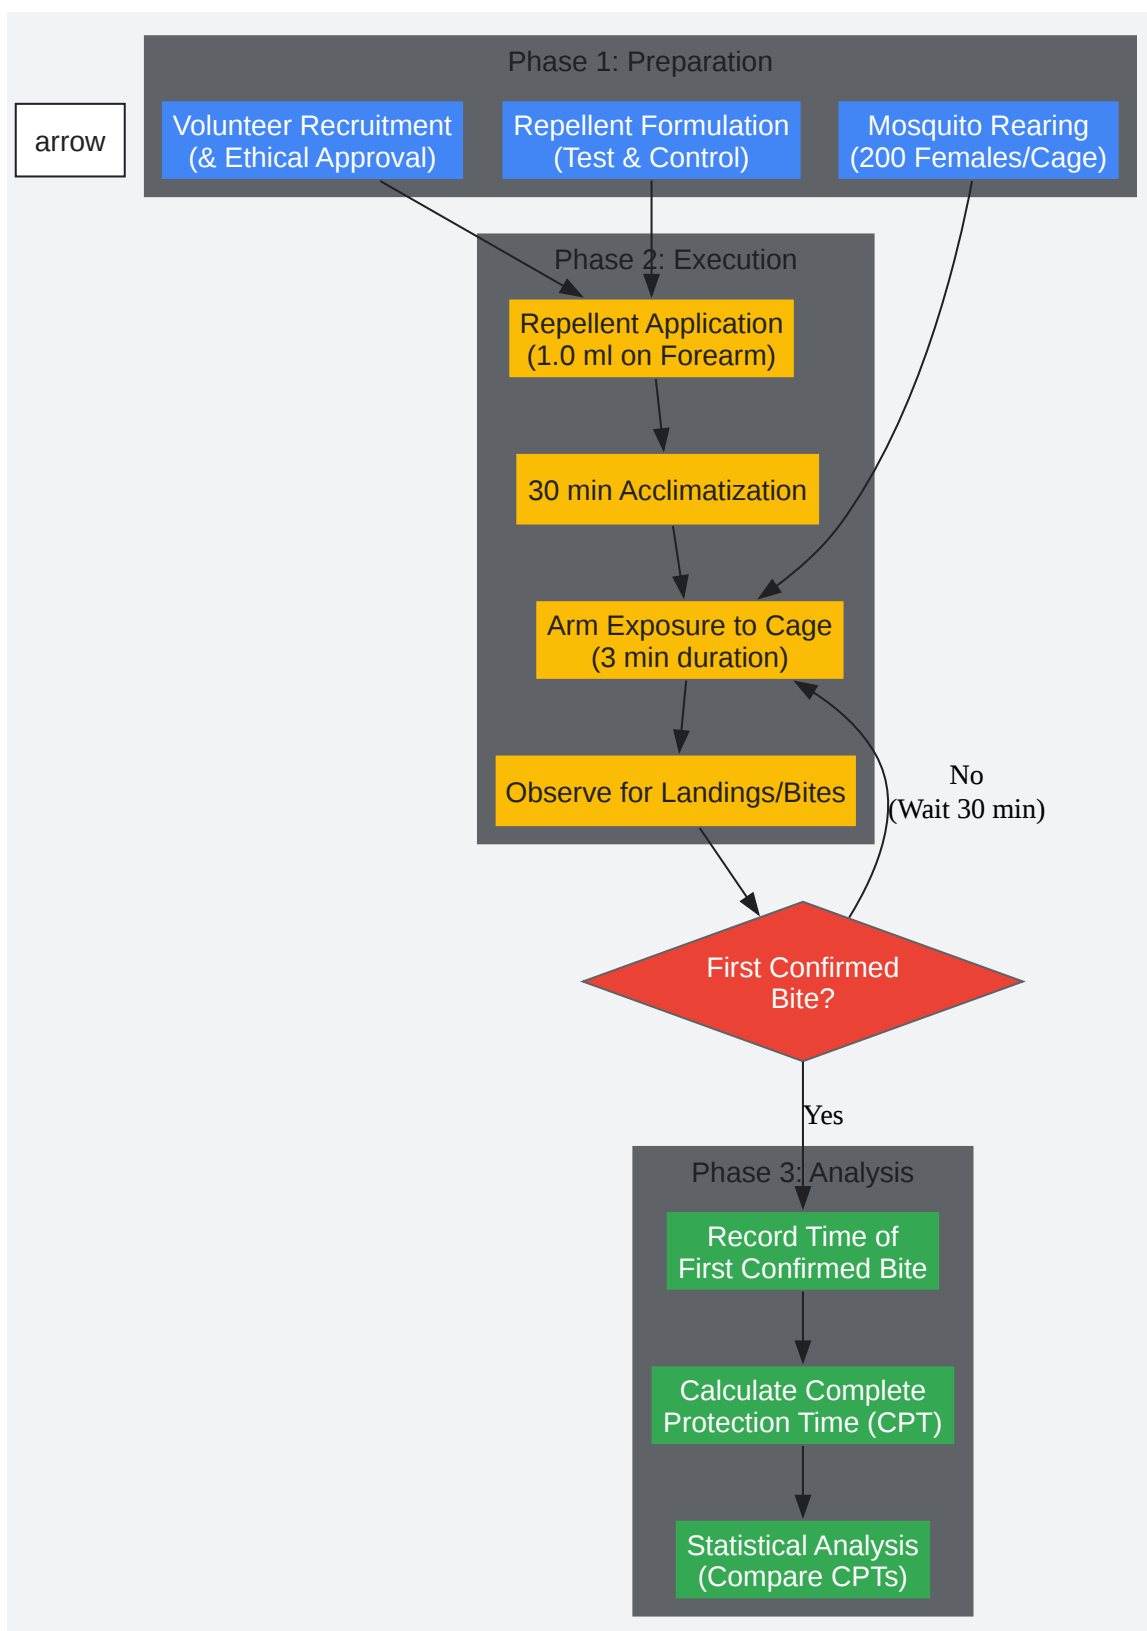 Phase 1: Preparation
arrow
Volunteer Recruitment
(& Ethical Approval)
Repellent Formulation
(Test & Control)
Mosquito Rearing
(200 Females/Cage)
Phase 2: Execution
Repellent Application
(1.0 ml on Forearm)
30 min Acclimatization
Arm Exposure to Cage
(3 min duration)
Observe for Landings/Bites
No
(Wait 30 min)
First Confirmed
Bite?
Yes
Phase 3: Analysis
Record Time of
First Confirmed Bite
Calculate Complete
Protection Time (CPT)
Statistical Analysis
(Compare CPTs)